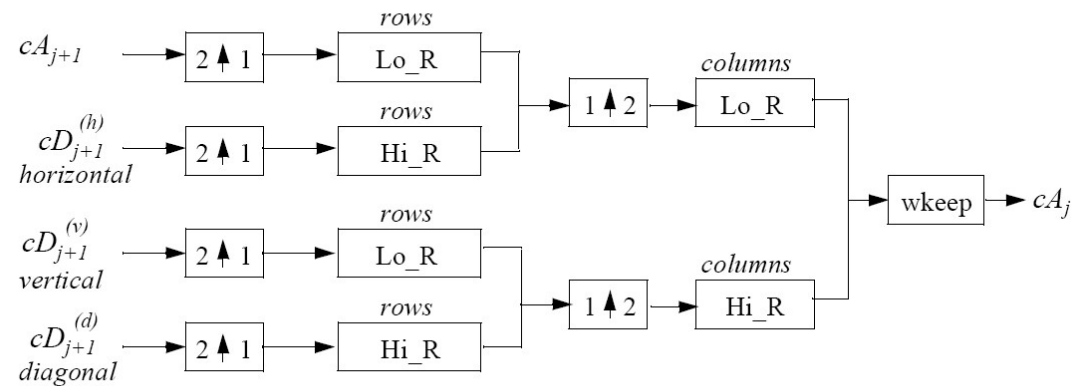 rows
cA_{j+1} 2 ↑ 1 Lo_R
columns
1 ↑ 2 Lo_R
rows
cD_{j+1}^{(h)} 2 ↑ 1 Hi_R
horizontal
wkeep cA_j
rows
cD_{j+1}^{(v)} 2 ↑ 1 Lo_R
vertical
columns
1 ↑ 2 Hi_R
rows
cD_{j+1}^{(d)} 2 ↑ 1 Hi_R
diagonal